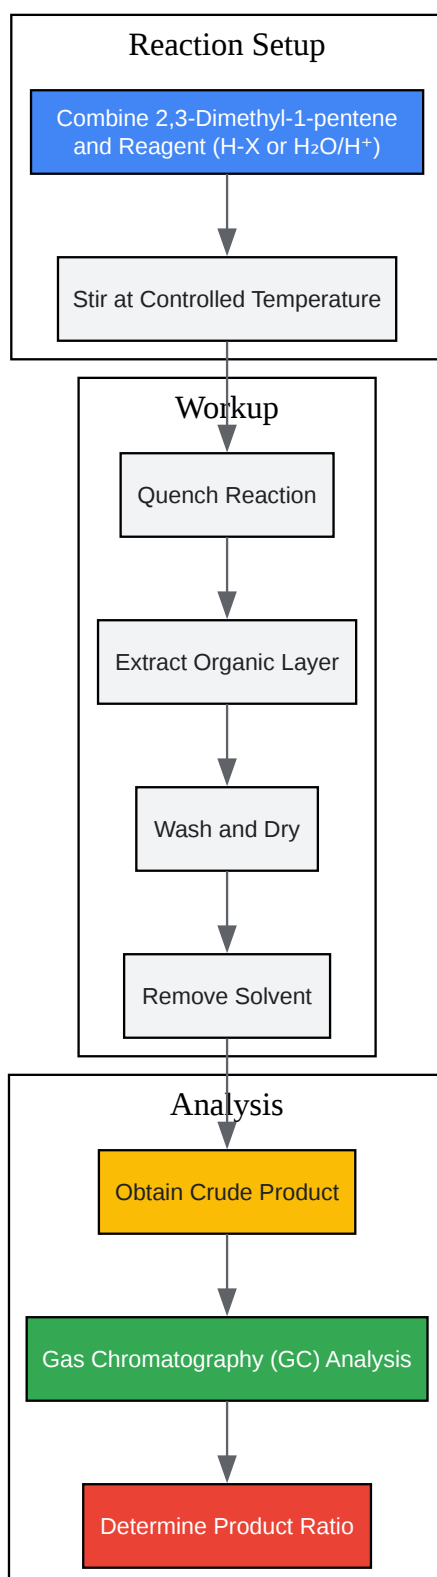 Reaction Setup
Combine 2,3-Dimethyl-1-pentene
and Reagent (H-X or H₂O/H⁺)
Stir at Controlled Temperature
Workup
Quench Reaction
Extract Organic Layer
Wash and Dry
Remove Solvent
Analysis
Obtain Crude Product
Gas Chromatography (GC) Analysis
Determine Product Ratio